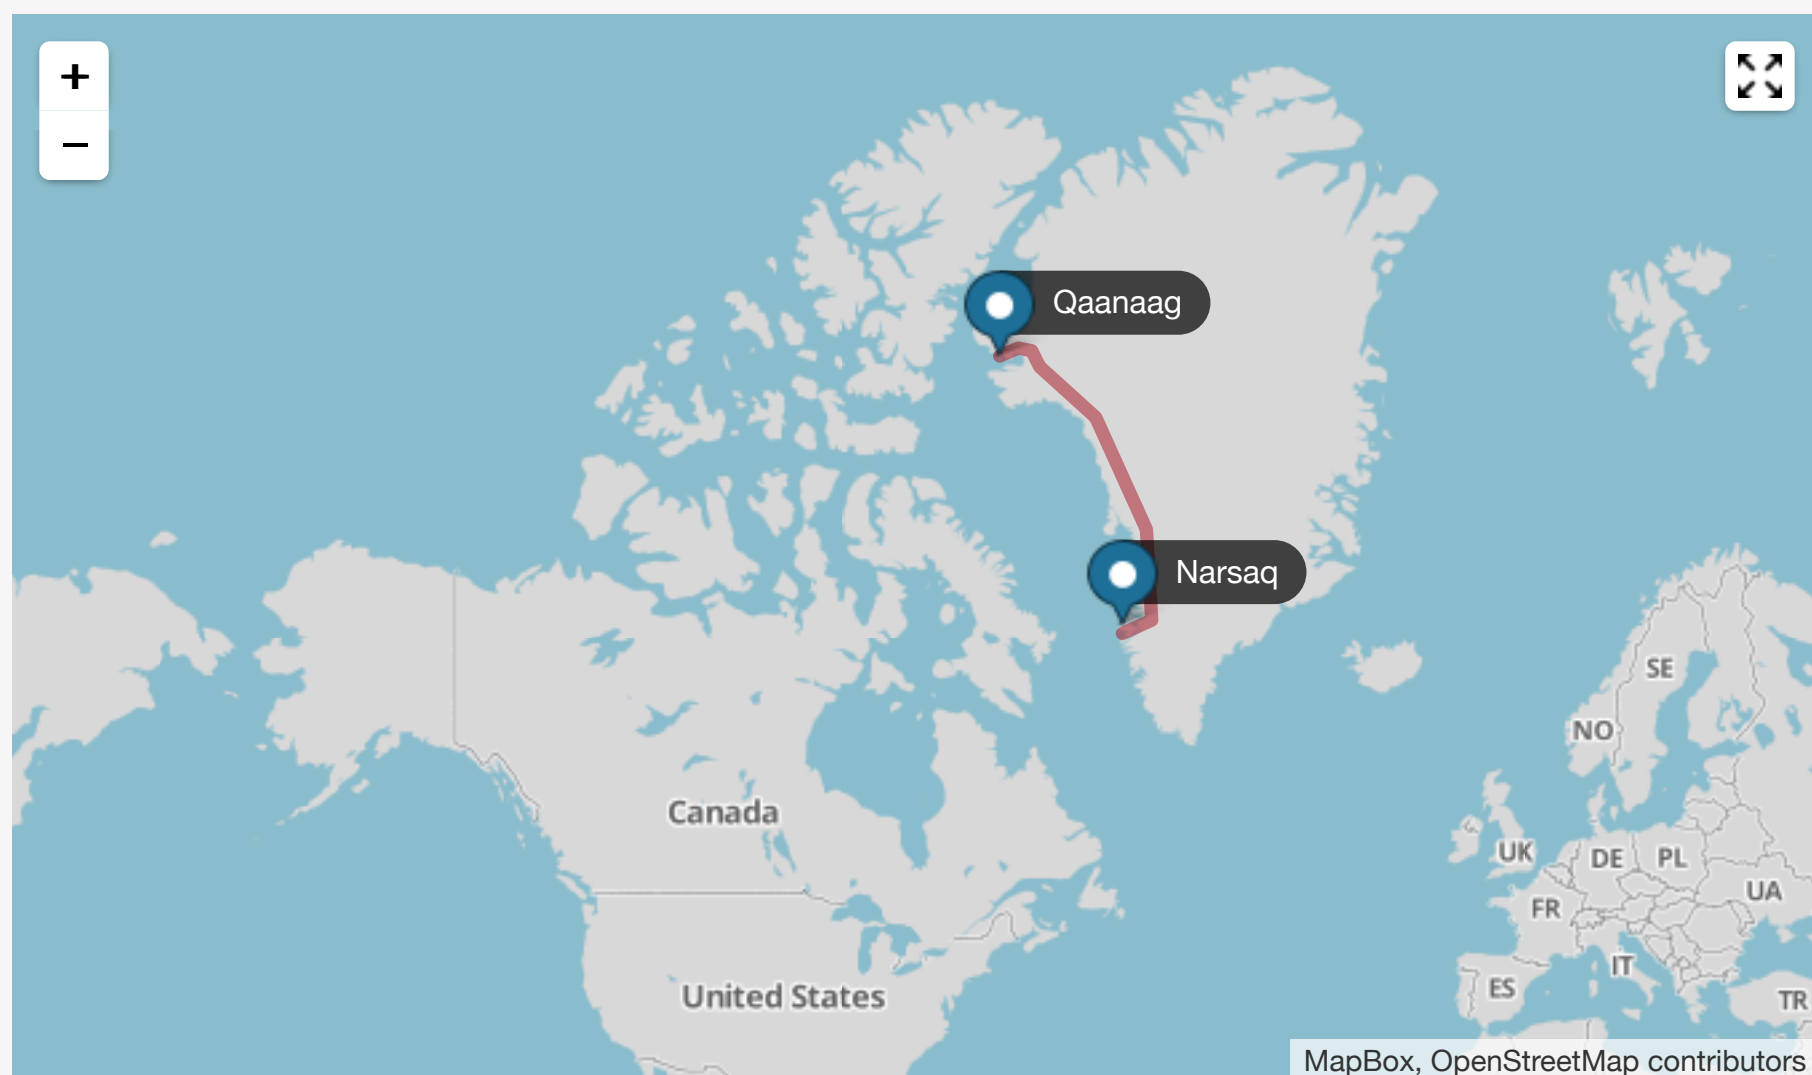 +
−
Qaanaag
Narsaq
SE
NO
Canada
UK
DE
PL
UA
FR
IT
United States
ES
TR
MapBox, OpenStreetMap contributors